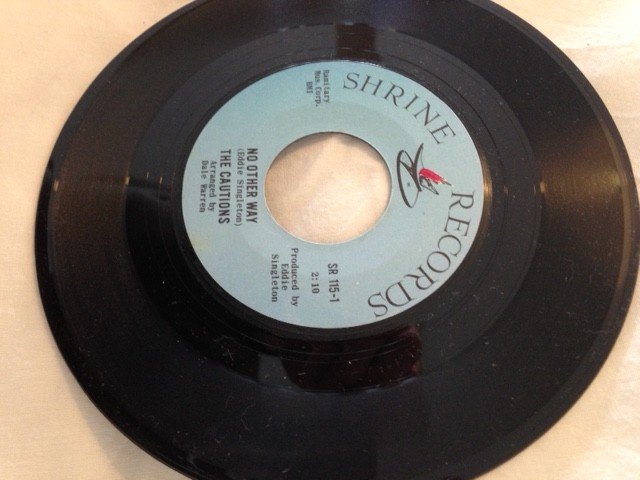 SHRINE RECORDS
Ramitary
Mus. Corp.
BMI
SR 115-1
2:10
Produced by
Eddie
Singleton
NO OTHER WAY
(Eddie Singleton)
THE CAUTIONS
Arranged by
Dale Warren